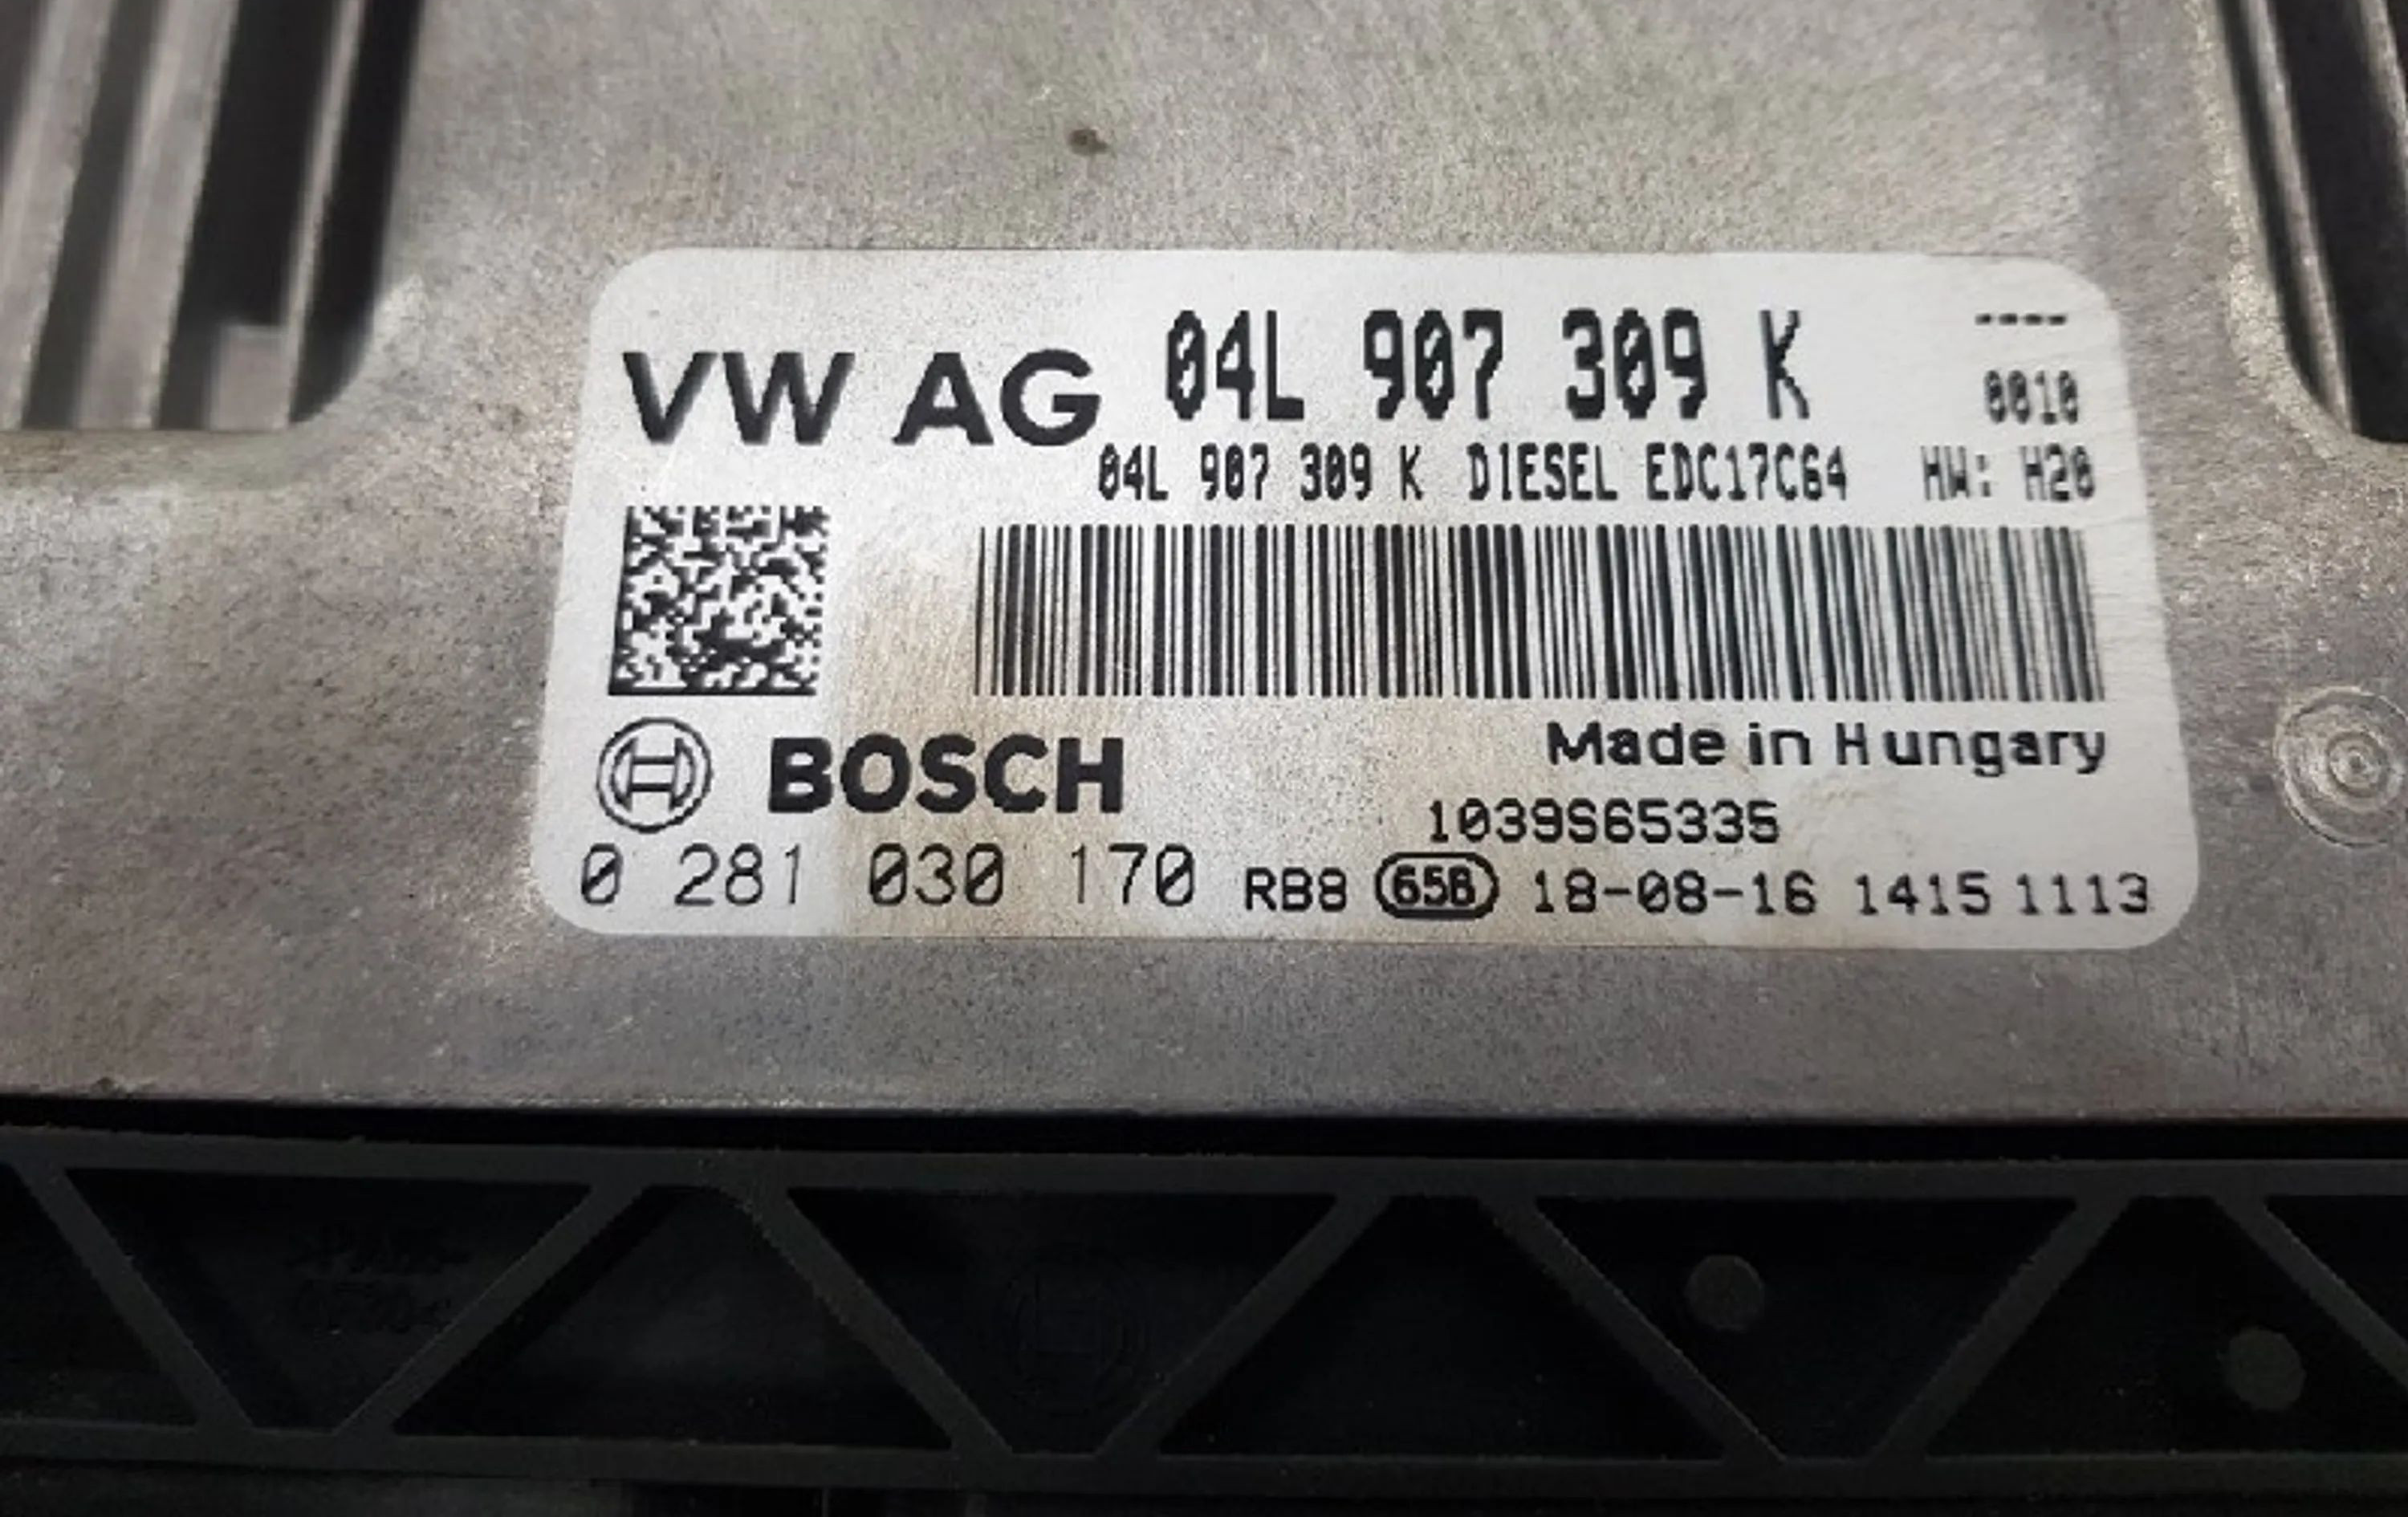 VW AG 04L 907 309 K ----
0010
04L 907 309 K DIESEL EDC17C64 HW: H20
BOSCH
Made in Hungary
1039S65335
0 281 030 170 RB8 65B 18-08-16 1415 1113